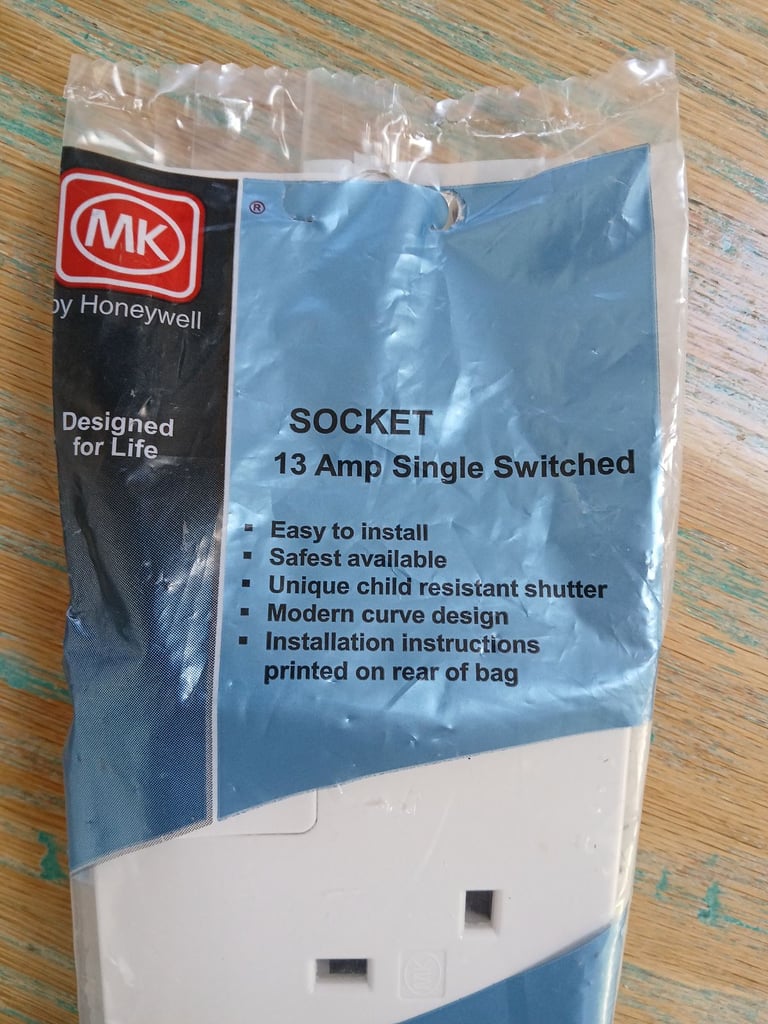 MK
®
by Honeywell
Designed
for Life
SOCKET
13 Amp Single Switched
▪ Easy to install
▪ Safest available
▪ Unique child resistant shutter
▪ Modern curve design
▪ Installation instructions
printed on rear of bag
MK